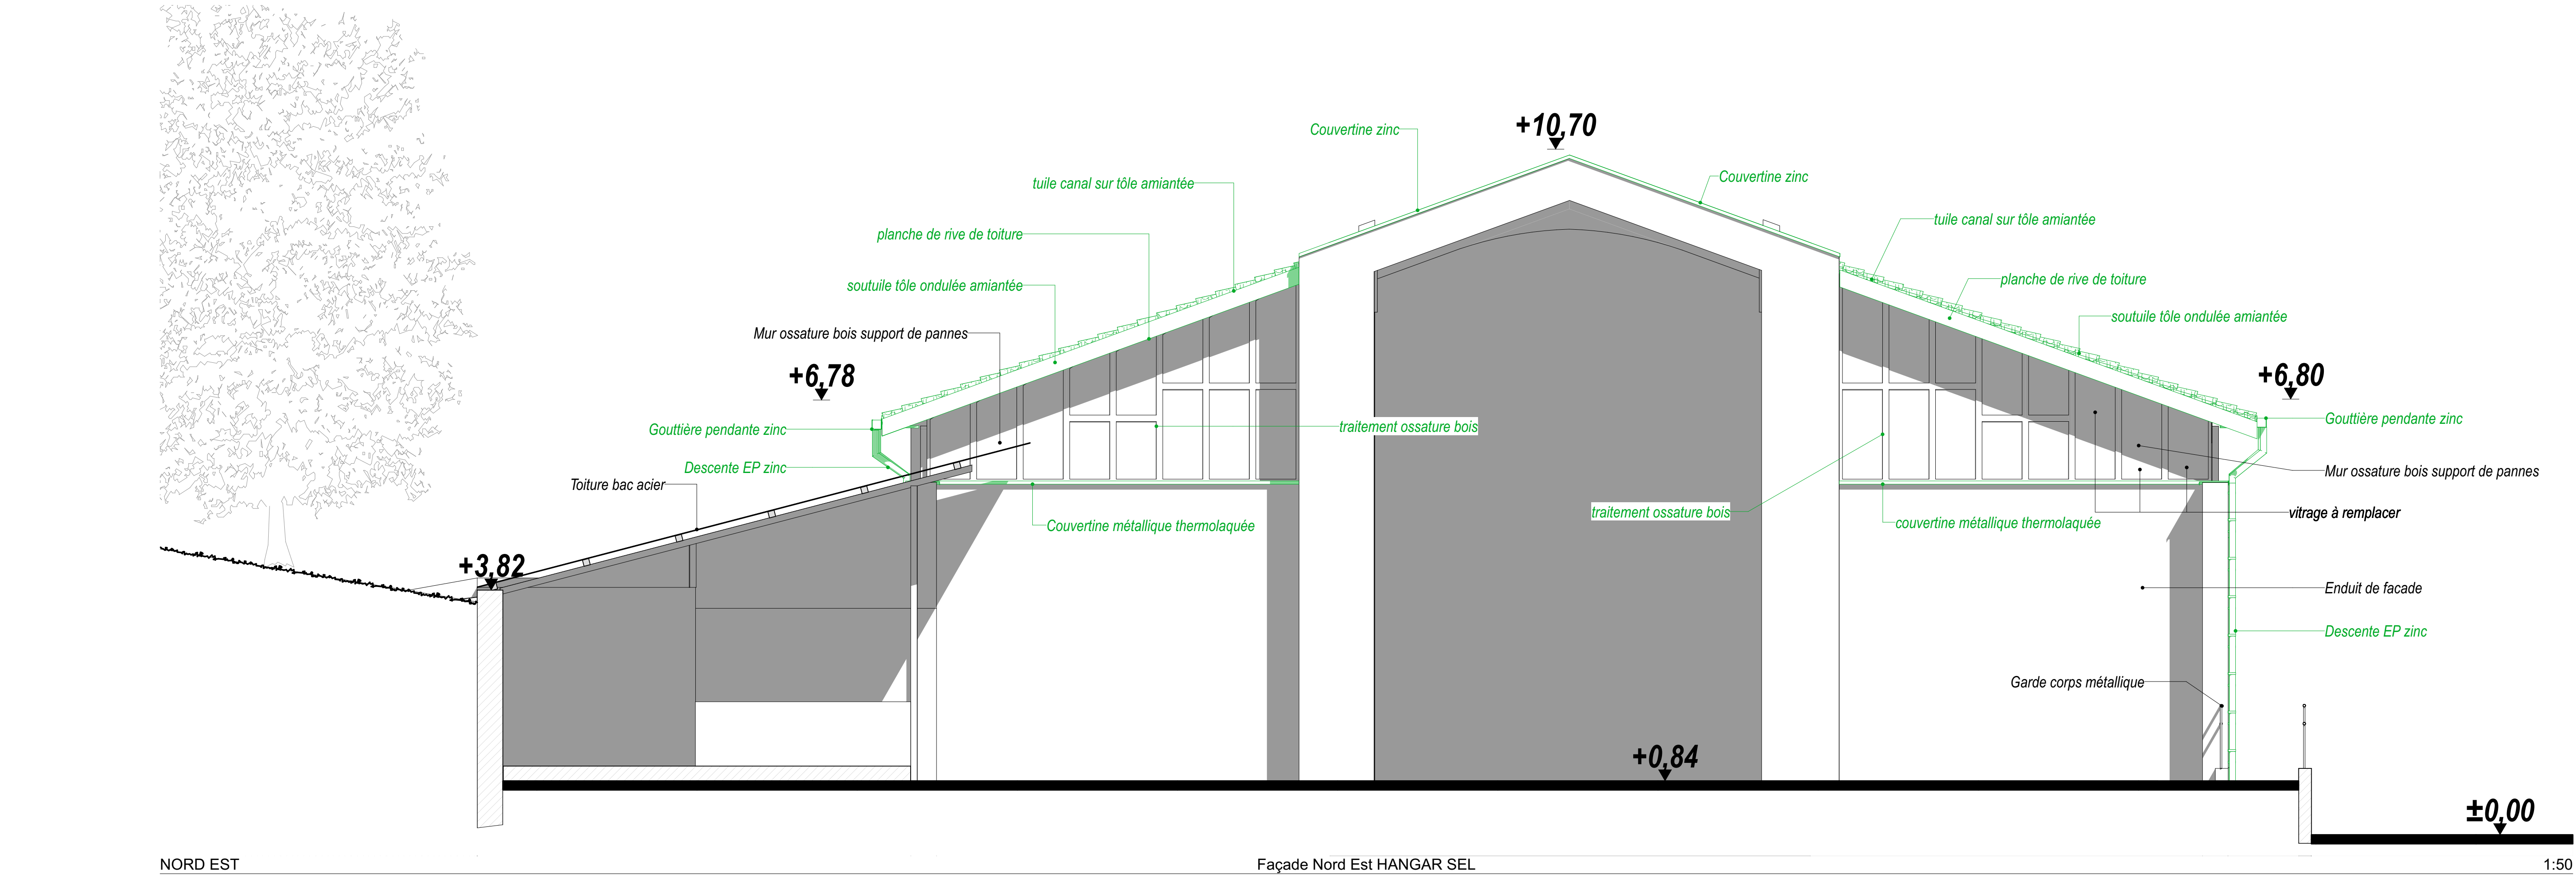 +10,70
Couvertine zinc
Couvertine zinc
tuile canal sur tôle amiantée
tuile canal sur tôle amiantée
planche de rive de toiture
planche de rive de toiture
soutuile tôle ondulée amiantée
soutuile tôle ondulée amiantée
Mur ossature bois support de pannes
+6,78
+6,80
Gouttière pendante zinc
traitement ossature bois
Gouttière pendante zinc
Descente EP zinc
Mur ossature bois support de pannes
Toiture bac acier
traitement ossature bois
vitrage à remplacer
Couvertine métallique thermolaquée
couvertine métallique thermolaquée
+3,82
Enduit de facade
Descente EP zinc
Garde corps métallique
+0,84
±0,00
NORD EST
Façade Nord Est HANGAR SEL
1:50